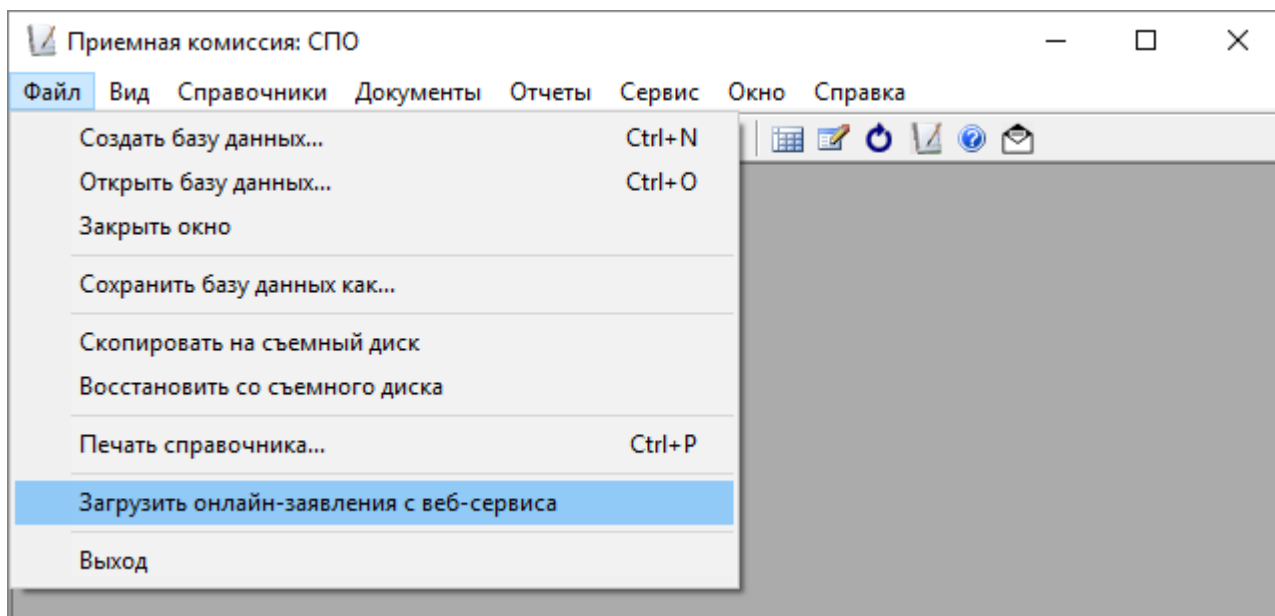 Приемная комиссия: СПО
Файл Вид Справочники Документы Отчеты Сервис Окно Справка
Создать базу данных... Ctrl+N
Открыть базу данных... Ctrl+O
Закрыть окно
Сохранить базу данных как...
Скопировать на съемный диск
Восстановить со съемного диска
Печать справочника... Ctrl+P
Загрузить онлайн-заявления с веб-сервиса
Выход